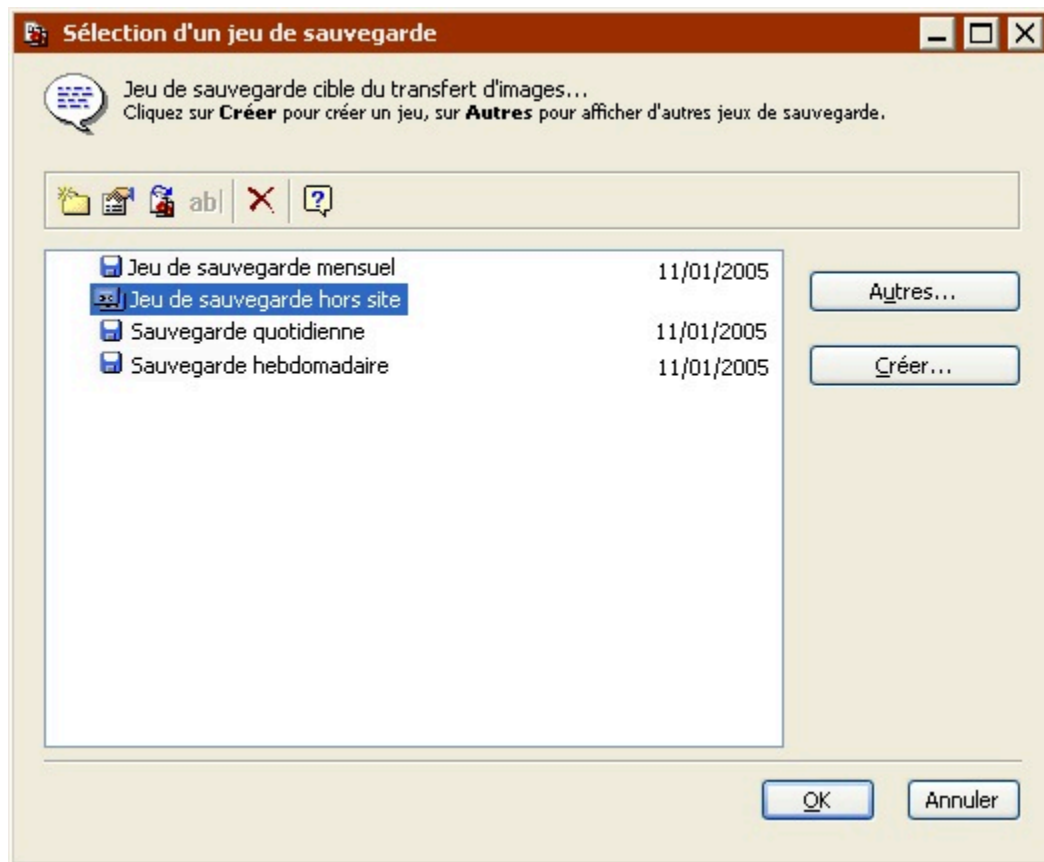 Sélection d'un jeu de sauvegarde
Jeu de sauvegarde cible du transfert d'images...
Cliquez sur Créer pour créer un jeu, sur Autres pour afficher d'autres jeux de sauvegarde.
ab|
Jeu de sauvegarde mensuel 11/01/2005
Jeu de sauvegarde hors site
Sauvegarde quotidienne 11/01/2005
Sauvegarde hebdomadaire 11/01/2005
Autres...
Créer...
OK
Annuler